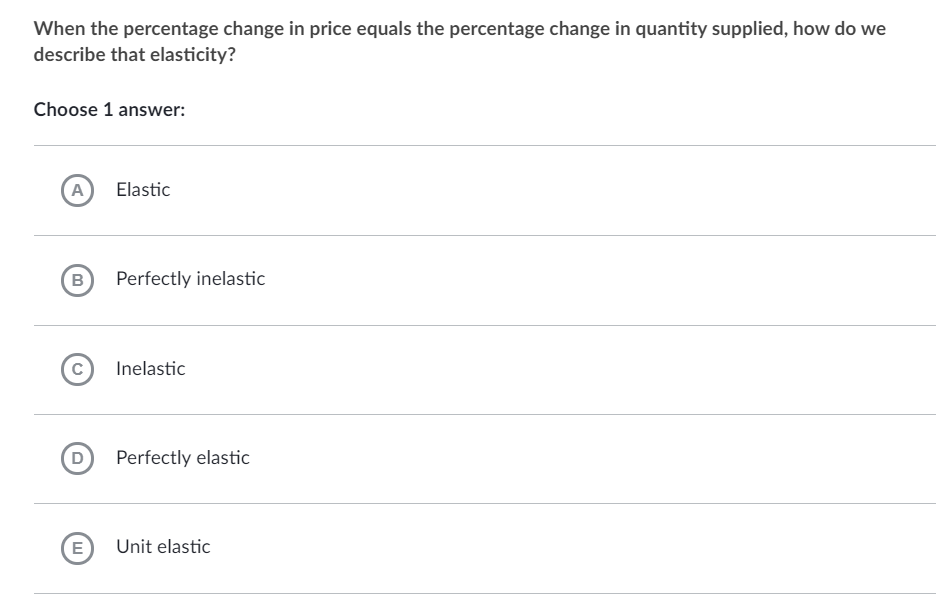 When the percentage change in price equals the percentage change in quantity supplied, how do we
describe that elasticity?
Choose 1 answer:
A Elastic
B Perfectly inelastic
C Inelastic
D Perfectly elastic
E Unit elastic